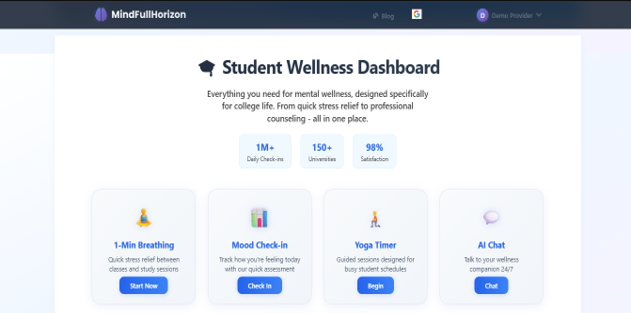 MindFullHorizon
Blog
G
D Demo Provider
Student Wellness Dashboard
Everything you need for mental wellness, designed specifically
for college life. From quick stress relief to professional
counseling - all in one place.
1M+
Daily Check-ins
150+
Universities
98%
Satisfaction
1-Min Breathing
Quick stress relief between
classes and study sessions
Start Now
Mood Check-in
Track how you're feeling today
with our quick assessment
Check In
Yoga Timer
Guided sessions designed for
busy student schedules
Begin
AI Chat
Talk to your wellness
companion 24/7
Chat